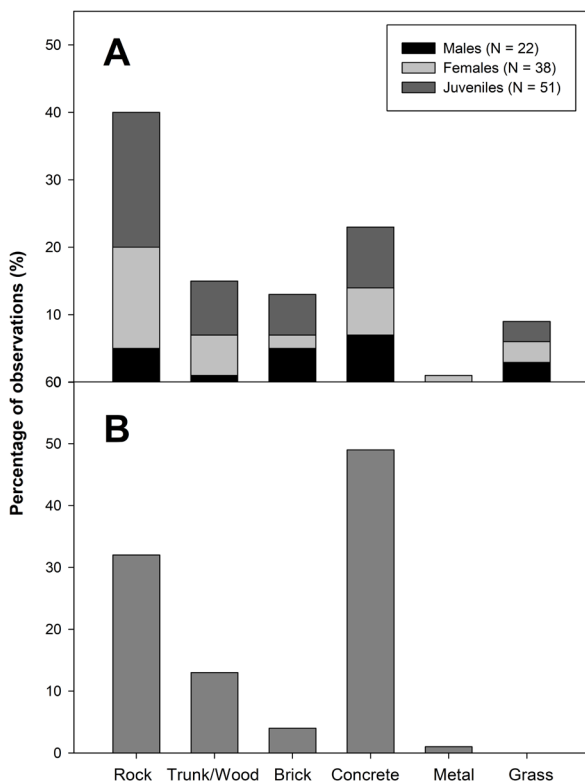 Percentage of observations (%)
50
40
30
20
10
60
50
40
30
20
10
0
A
Males (N = 22)
Females (N = 38)
Juveniles (N = 51)
B
Rock Trunk/Wood Brick Concrete Metal Grass